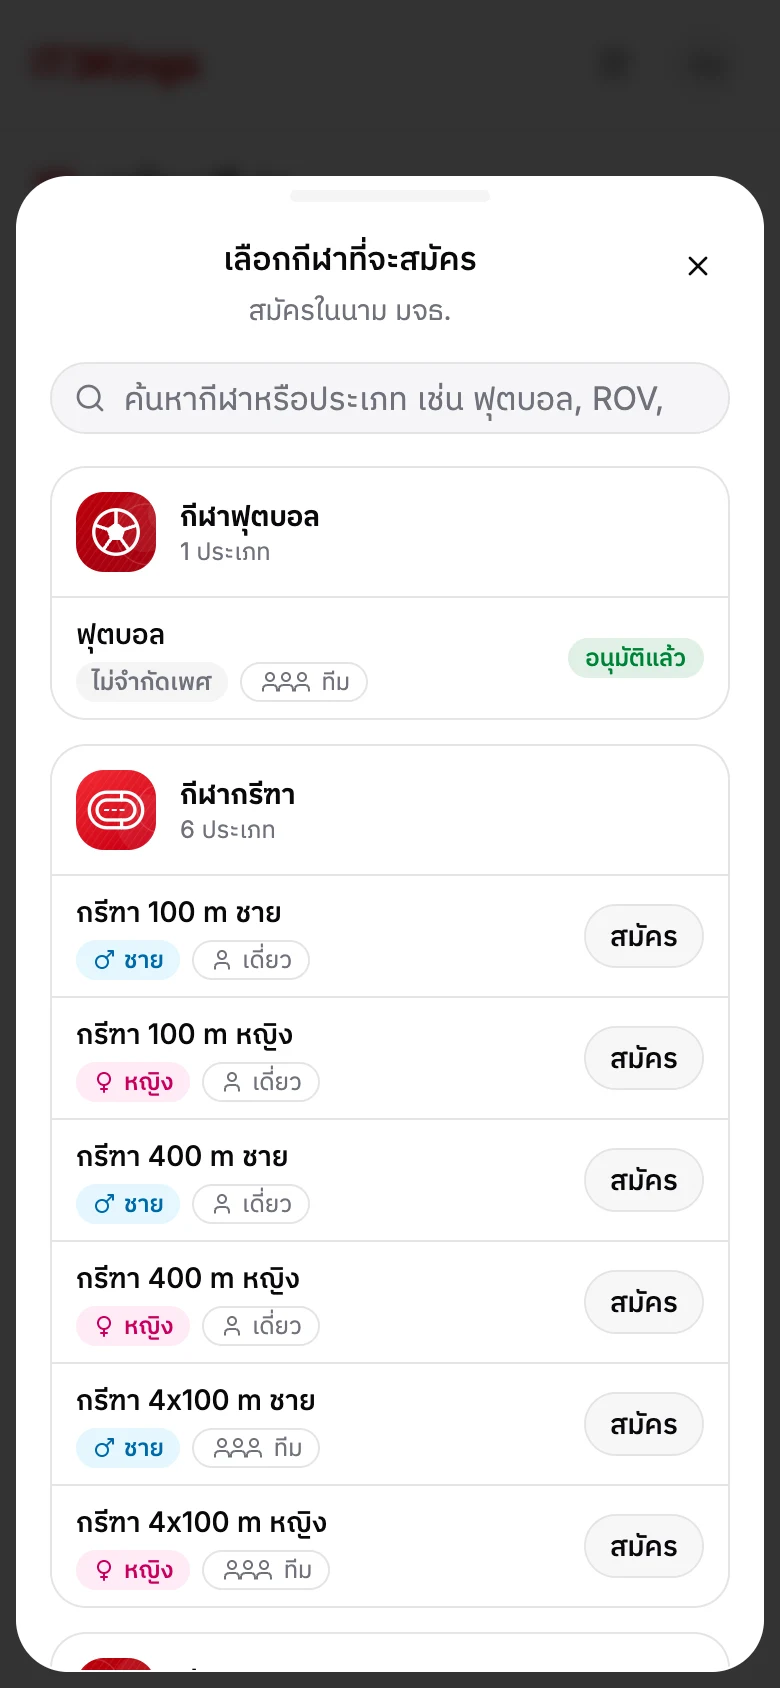 เลือกกีฬาที่จะสมัคร
สมัครในนาม มจธ.
ค้นหากีฬาหรือประเภท เช่น ฟุตบอล, ROV,
กีฬาฟุตบอล
1 ประเภท
ฟุตบอล
ไม่จำกัดเพศ ทีม
อนุมัติแล้ว
กีฬากรีฑา
6 ประเภท
กรีฑา 100 m ชาย
ชาย เดี่ยว
สมัคร
กรีฑา 100 m หญิง
หญิง เดี่ยว
สมัคร
กรีฑา 400 m ชาย
ชาย เดี่ยว
สมัคร
กรีฑา 400 m หญิง
หญิง เดี่ยว
สมัคร
กรีฑา 4x100 m ชาย
ชาย ทีม
สมัคร
กรีฑา 4x100 m หญิง
หญิง ทีม
สมัคร